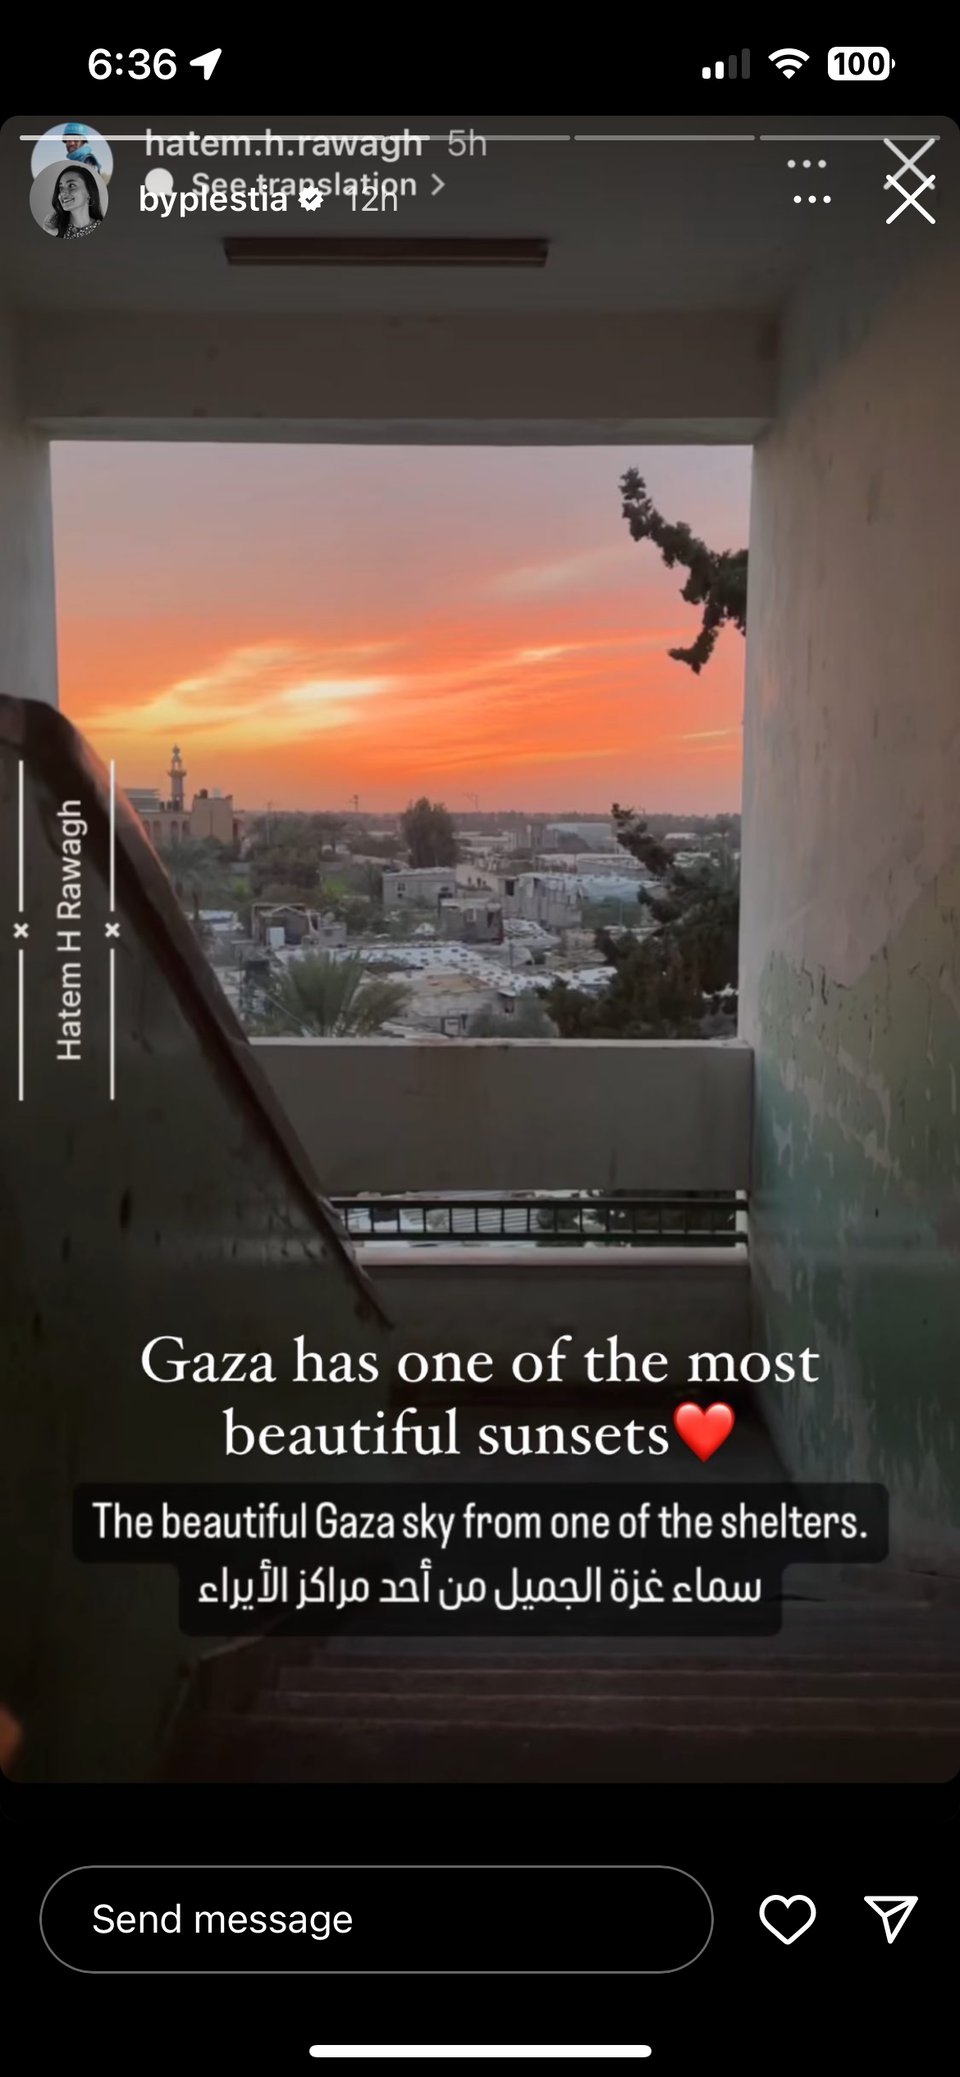 6:36
100
hatem.h.rawagh 5h
See translation >
byplestia 12h
Hatem H Rawagh
Gaza has one of the most
beautiful sunsets❤️
The beautiful Gaza sky from one of the shelters.
سماء غزة الجميل من أحد مراكز الأيراء
Send message